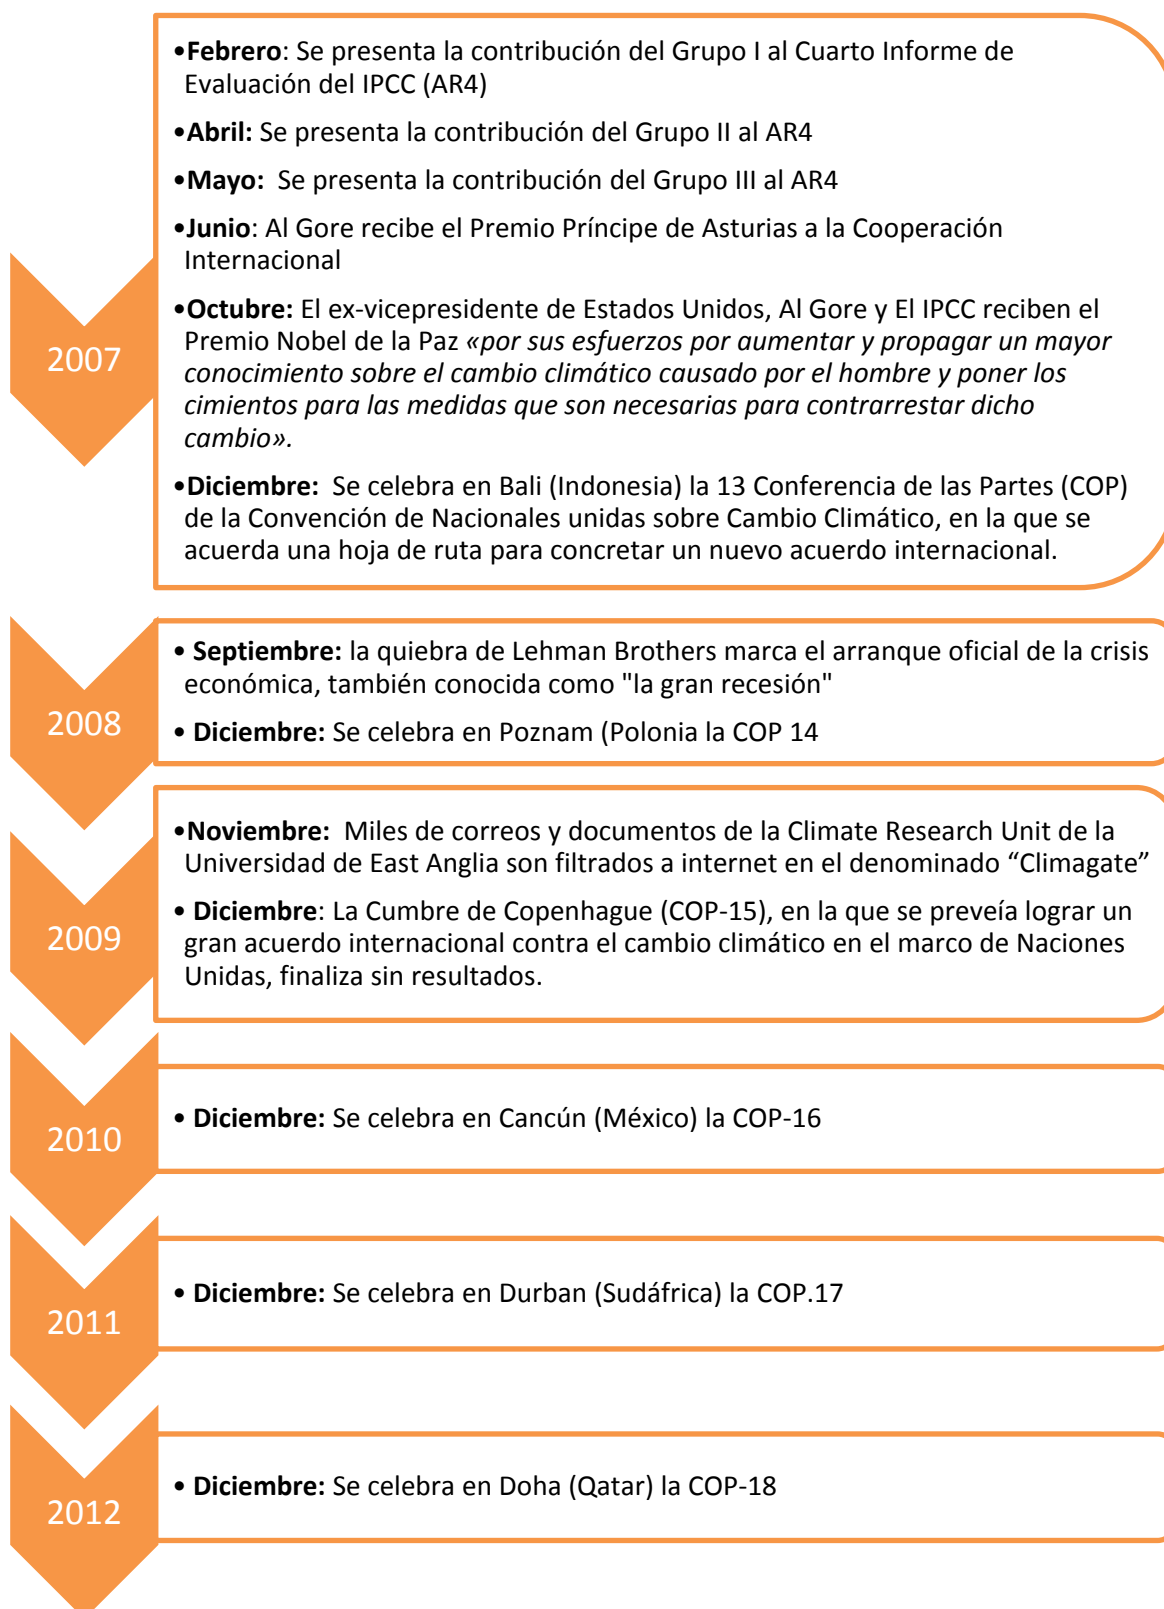 2007
•Febrero: Se presenta la contribución del Grupo I al Cuarto Informe de
Evaluación del IPCC (AR4)
•Abril: Se presenta la contribución del Grupo II al AR4
•Mayo:  Se presenta la contribución del Grupo III al AR4
•Junio: Al Gore recibe el Premio Príncipe de Asturias a la Cooperación
Internacional
•Octubre: El ex-vicepresidente de Estados Unidos, Al Gore y El IPCC reciben el
Premio Nobel de la Paz «por sus esfuerzos por aumentar y propagar un mayor
conocimiento sobre el cambio climático causado por el hombre y poner los
cimientos para las medidas que son necesarias para contrarrestar dicho
cambio».
•Diciembre:  Se celebra en Bali (Indonesia) la 13 Conferencia de las Partes (COP)
de la Convención de Nacionales unidas sobre Cambio Climático, en la que se
acuerda una hoja de ruta para concretar un nuevo acuerdo internacional.
2008
• Septiembre: la quiebra de Lehman Brothers marca el arranque oficial de la crisis
económica, también conocida como "la gran recesión"
• Diciembre: Se celebra en Poznam (Polonia la COP 14
2009
•Noviembre:  Miles de correos y documentos de la Climate Research Unit de la
Universidad de East Anglia son filtrados a internet en el denominado “Climagate”
• Diciembre: La Cumbre de Copenhague (COP-15), en la que se preveía lograr un
gran acuerdo internacional contra el cambio climático en el marco de Naciones
Unidas, finaliza sin resultados.
2010
• Diciembre: Se celebra en Cancún (México) la COP-16
2011
• Diciembre: Se celebra en Durban (Sudáfrica) la COP.17
2012
• Diciembre: Se celebra en Doha (Qatar) la COP-18